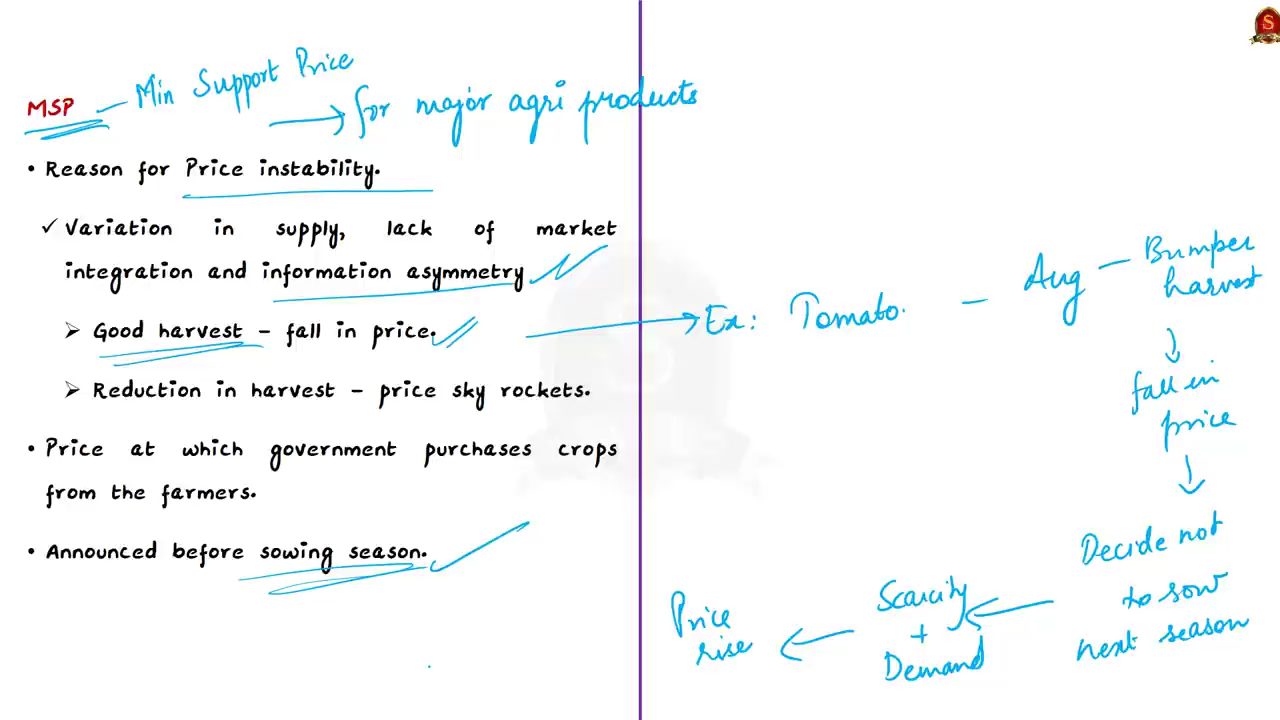 MSP – Min Support Price
→ for major agri products
• Reason for Price instability.
✓ Variation in supply, lack of market
integration and information asymmetry
➤ Good harvest – fall in price.
➤ Reduction in harvest – price sky rockets.
• Price at which government purchases crops
from the farmers.
• Announced before sowing season.
→ Ex: Tomato. – Aug – Bumper
harvest
↓
fall in
price
↓
Decide not
to sow
next season
←
Scarcity
+
Demand
←
Price
rise
S